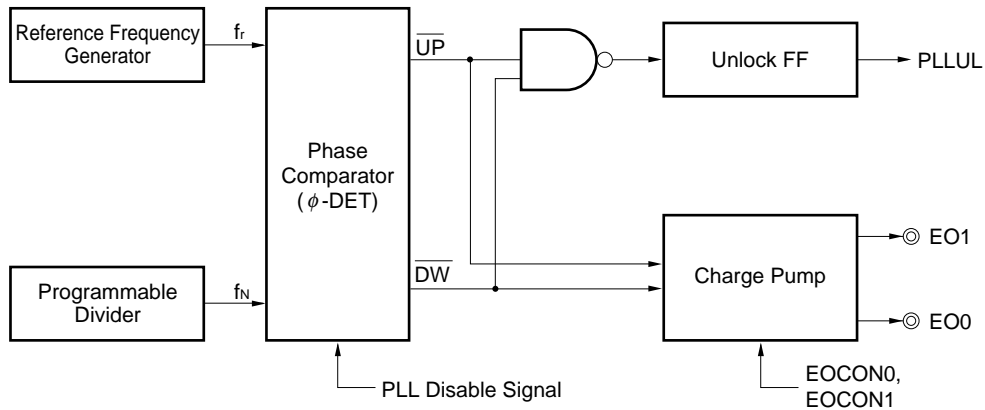 Reference Frequency
Generator
fr
UP
Unlock FF
PLLUL
Phase
Comparator
(ϕ-DET)
Programmable
Divider
fN
DW
Charge Pump
EO1
EO0
PLL Disable Signal
EOCON0,
EOCON1